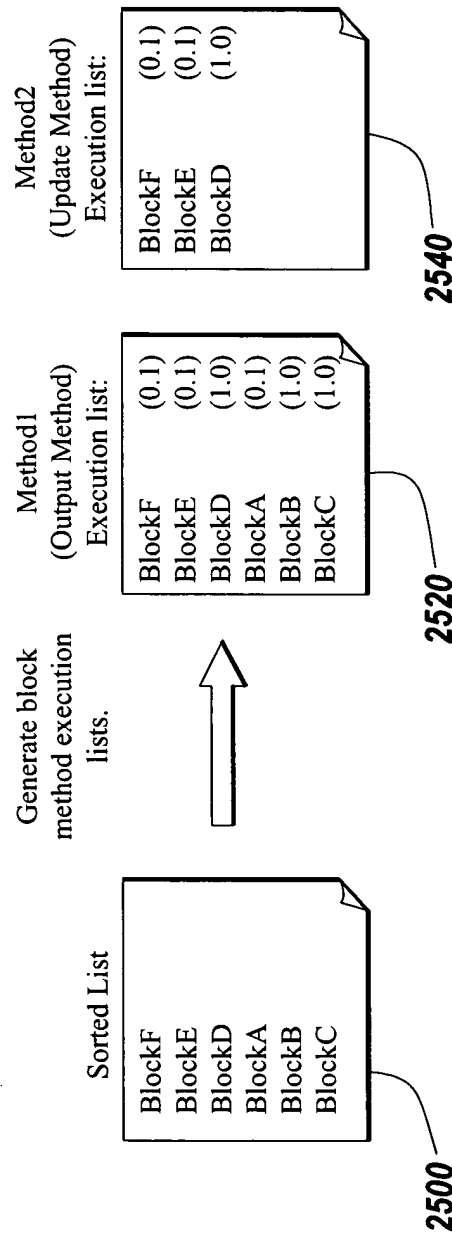 Sorted List
BlockF
BlockE
BlockD
BlockA
BlockB
BlockC
2500
Generate block
method execution
lists.
Method1
(Output Method)
Execution list:
BlockF (0.1)
BlockE (0.1)
BlockD (1.0)
BlockA (0.1)
BlockB (1.0)
BlockC (1.0)
2520
Method2
(Update Method)
Execution list:
BlockF (0.1)
BlockE (0.1)
BlockD (1.0)
2540